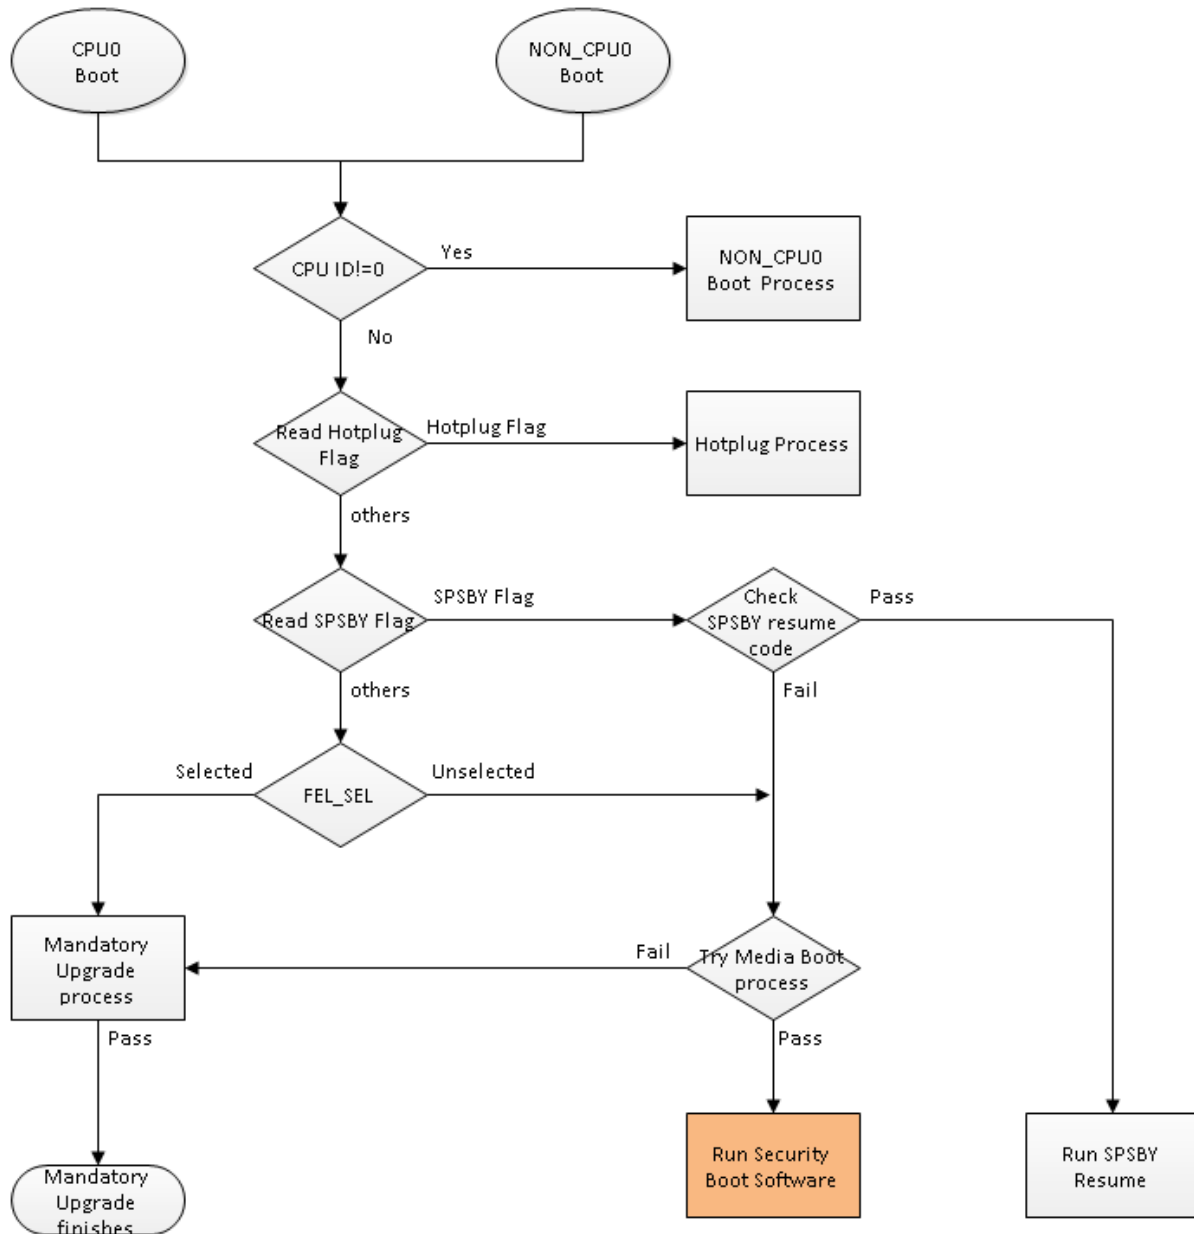 CPU0
Boot
NON_CPU0
Boot
CPU ID!=0
Yes
NON_CPU0
Boot Process
No
Read Hotplug
Flag
Hotplug Flag
Hotplug Process
others
Read SPSBY Flag
SPSBY Flag
Check
SPSBY resume
code
Pass
others
Fail
Selected
FEL_SEL
Unselected
Mandatory
Upgrade
process
Fail
Try Media Boot
process
Pass
Pass
Run Security
Boot Software
Run SPSBY
Resume
Mandatory
Upgrade
finishes